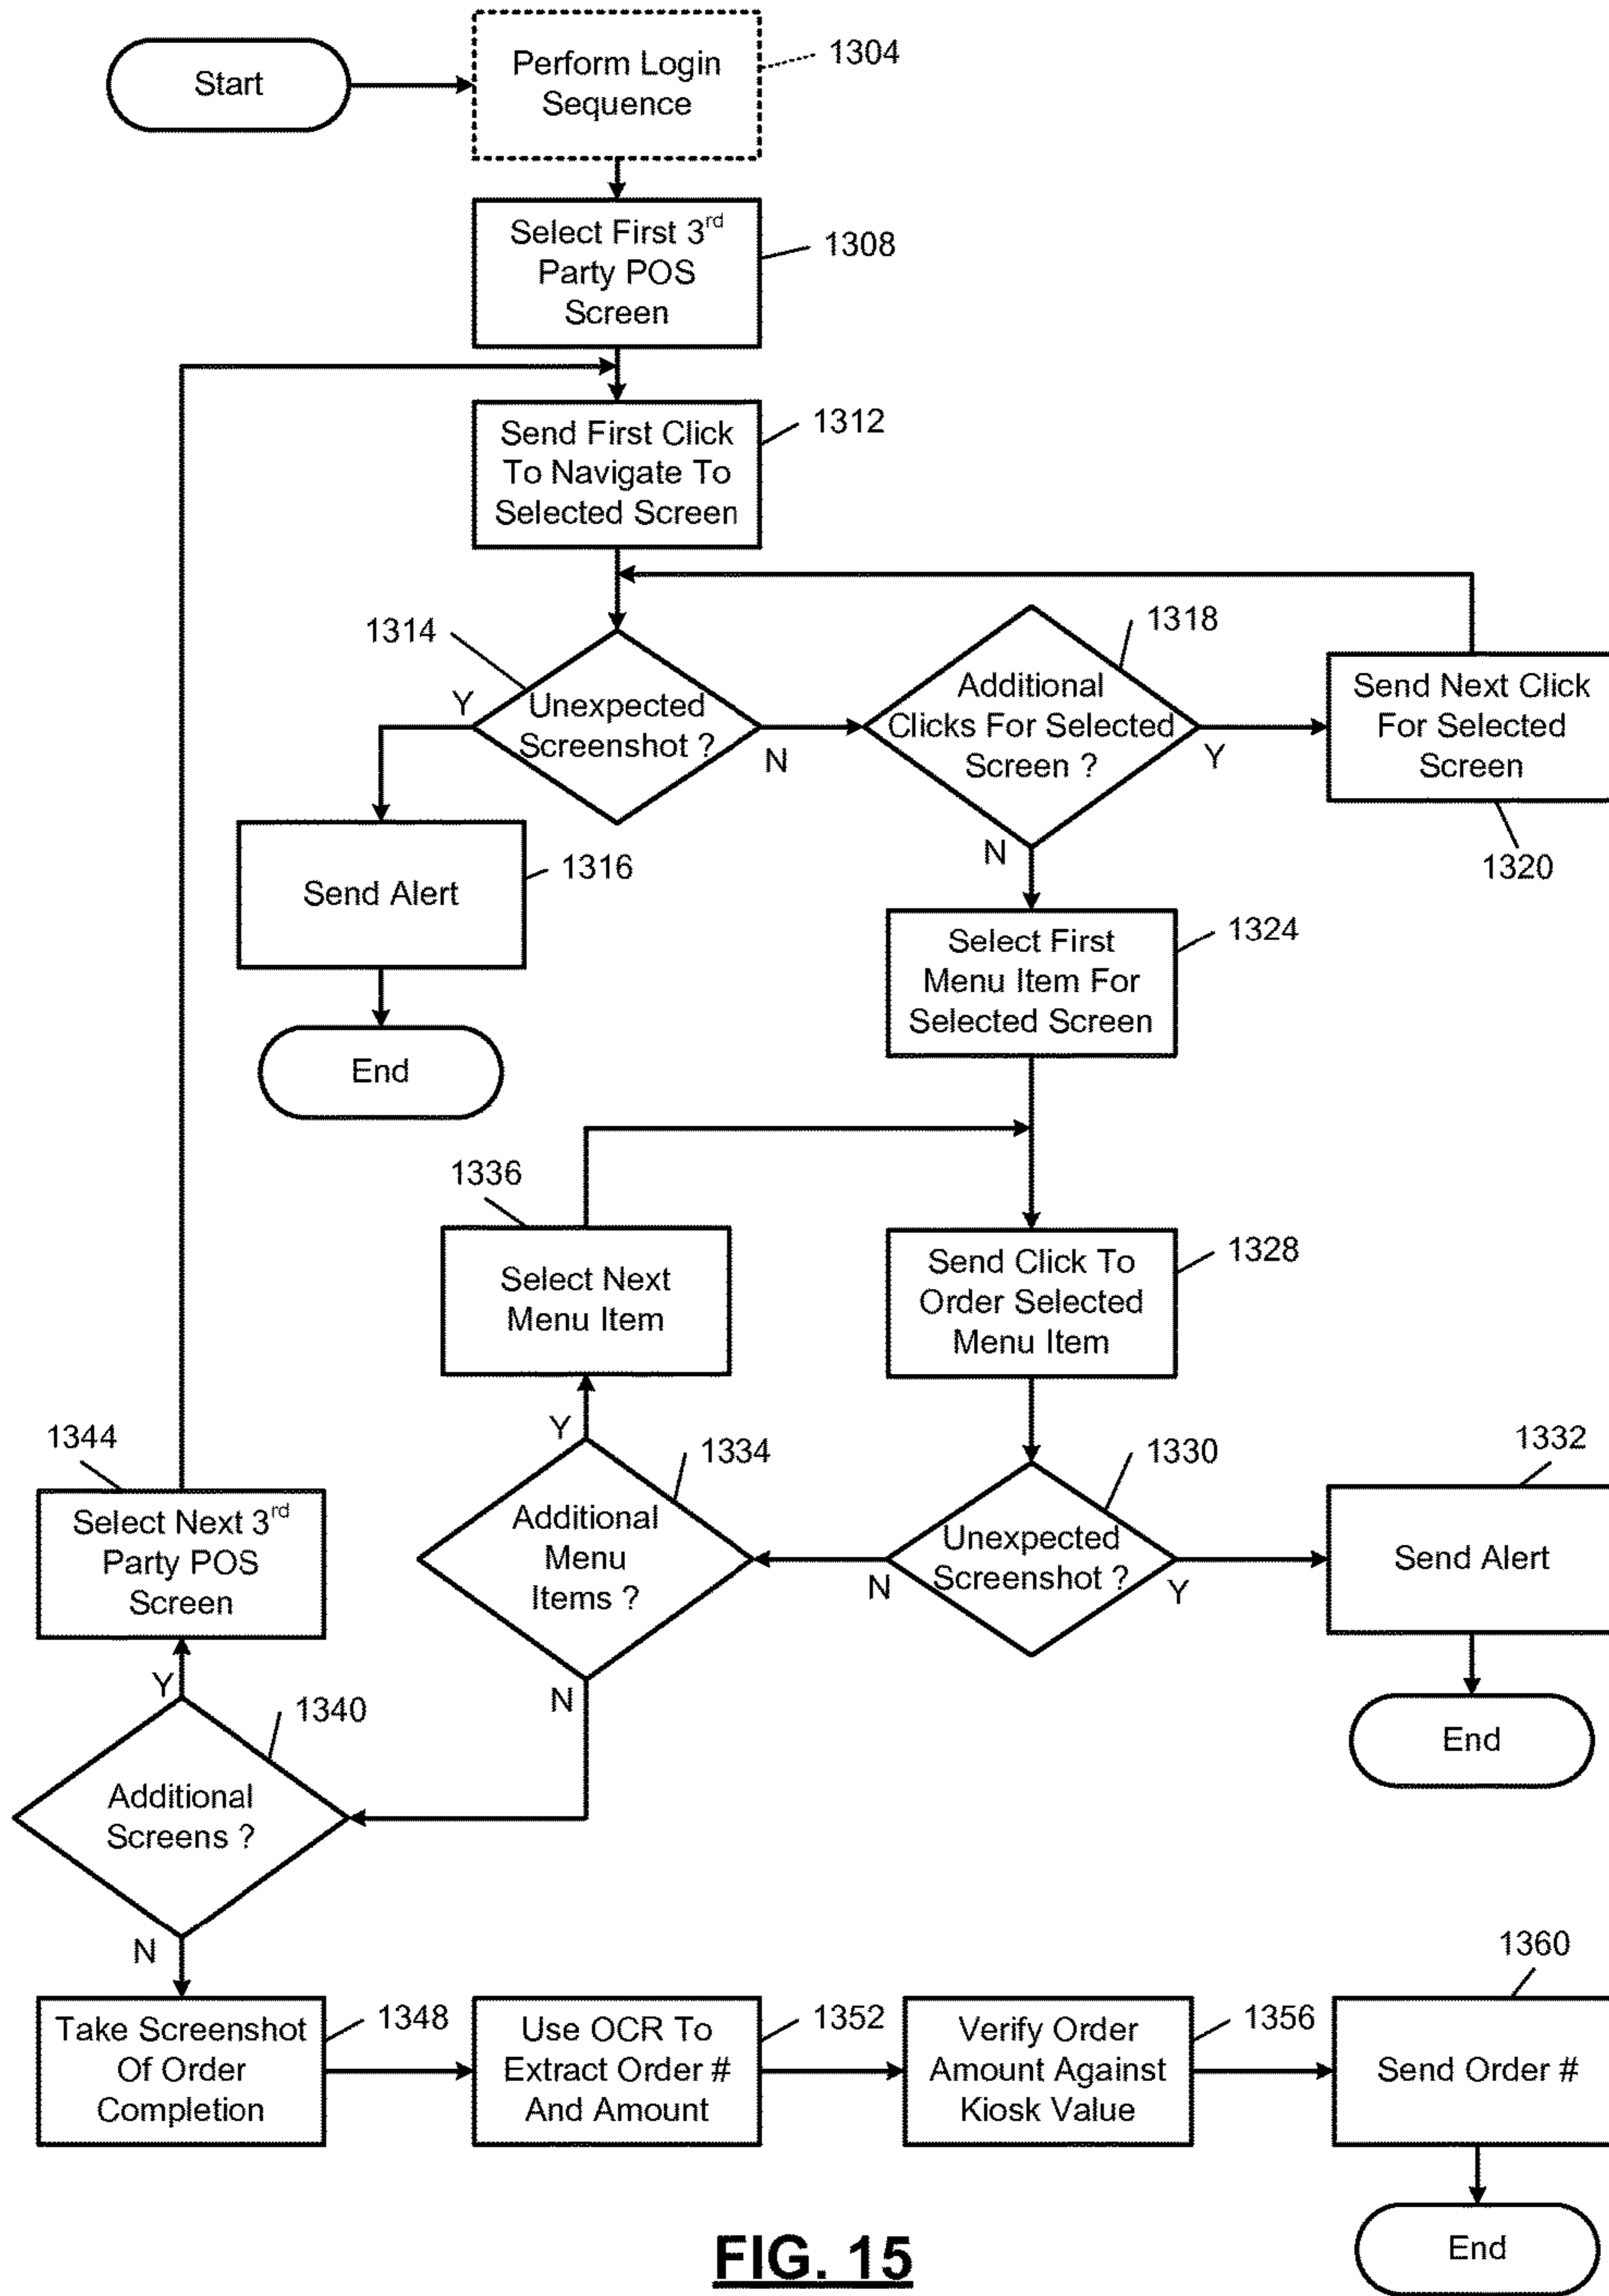 Start
Perform Login
Sequence
1304
Select First 3rd
Party POS
Screen
1308
Send First Click
To Navigate To
Selected Screen
1312
1314
Y
Unexpected
Screenshot ?
N
1318
Additional
Clicks For Selected
Screen ?
Y
N
Send Next Click
For Selected
Screen
1320
Send Alert
1316
End
Select First
Menu Item For
Selected Screen
1324
1336
Select Next
Menu Item
Send Click To
Order Selected
Menu Item
1328
1344
Select Next 3rd
Party POS
Screen
Y
1334
Additional
Menu
Items ?
N
1330
Unexpected
Screenshot ?
N
Y
1332
Send Alert
End
Y
1340
Additional
Screens ?
N
Take Screenshot
Of Order
Completion
1348
Use OCR To
Extract Order #
And Amount
1352
Verify Order
Amount Against
Kiosk Value
1356
1360
Send Order #
End
FIG. 15